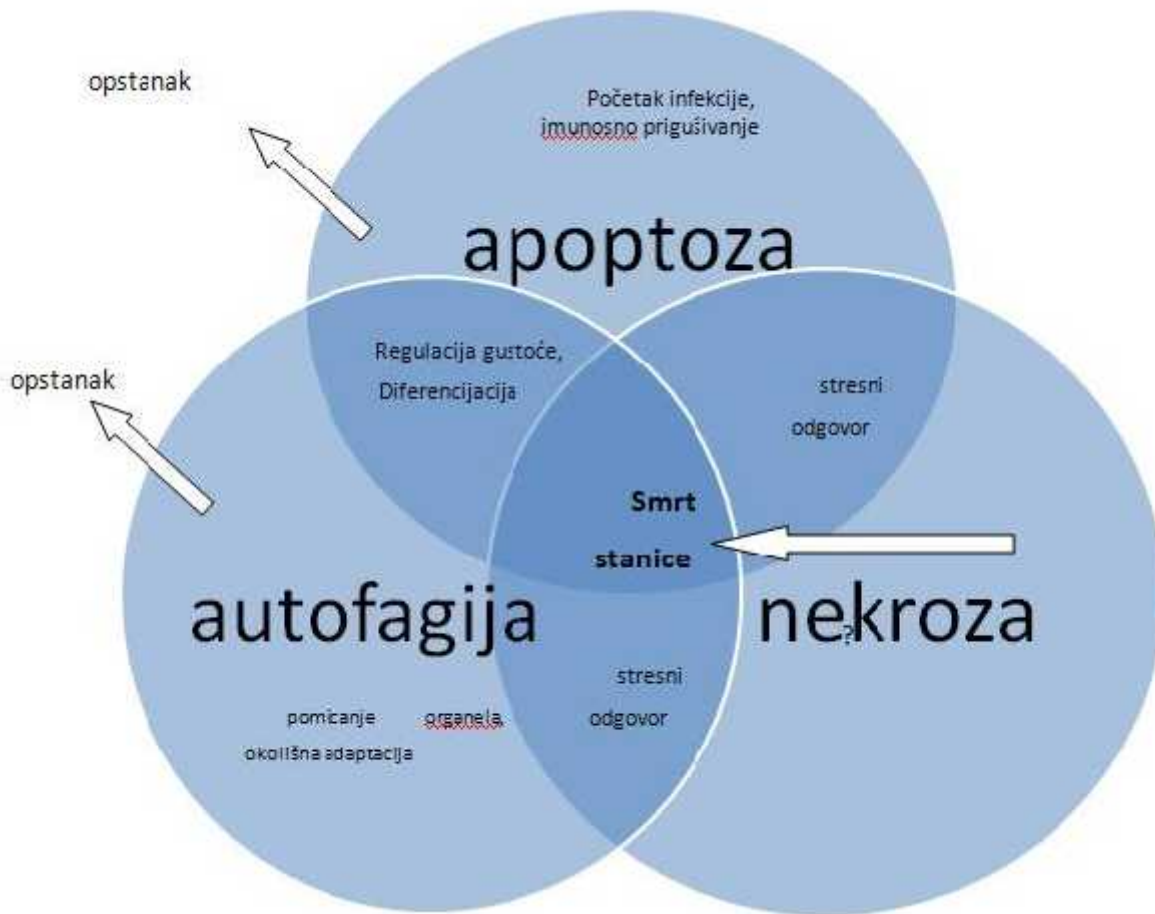 opstanak
Početak infekcije,
imunosno prigušivanje
apoptoza
Regulacija gustoće,
Diferencijacija
opstanak
stresni
odgovor
Smrt
stanice
autofagija
nekroza
?
stresni
odgovor
pomicanje organela,
okolišna adaptacija